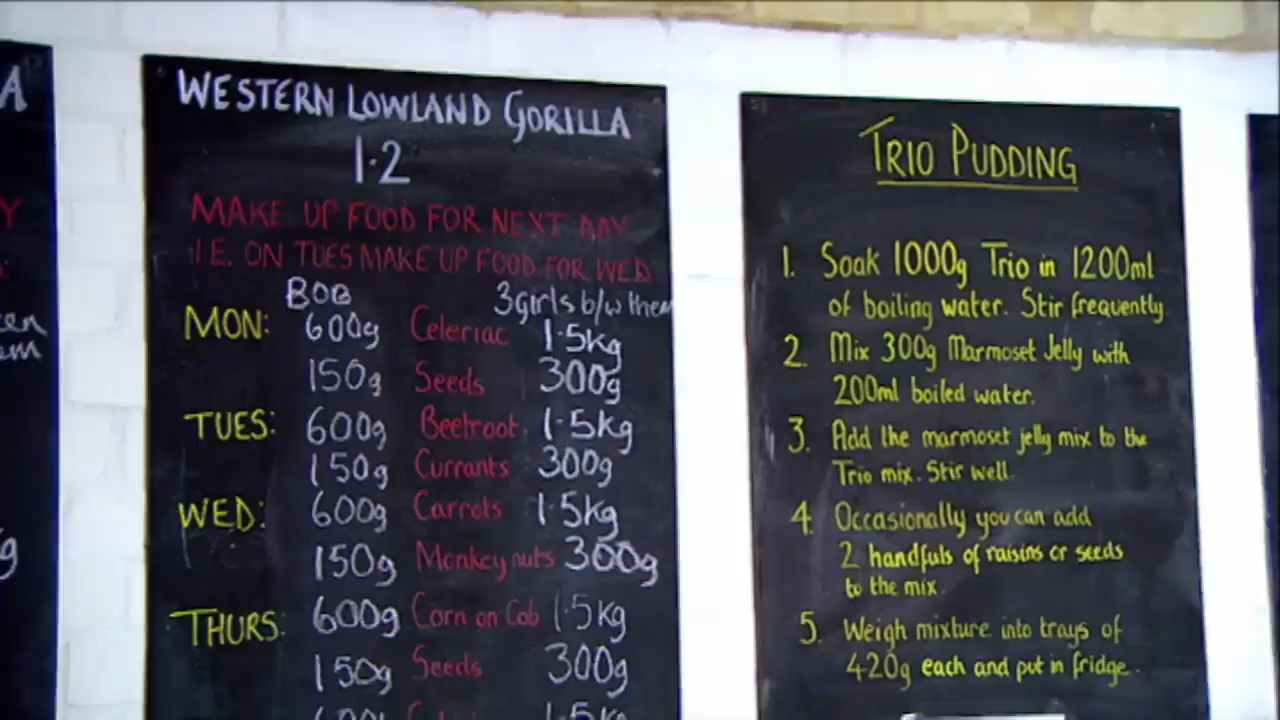 A
Y
WESTERN LOWLAND GORILLA
1.2
MAKE UP FOOD FOR NEXT DAY
I.E. ON TUES MAKE UP FOOD FOR WED
BOB 3 girls b/w them
MON: 600g Celeriac 1.5kg
150g Seeds 300g
TUES: 600g Beetroot 1.5kg
150g Currants 300g
WED: 600g Carrots 1.5kg
150g Monkey nuts 300g
THURS: 600g Corn on Cob 1.5kg
150g Seeds 300g
1.5kg
TRIO PUDDING
1. Soak 1000g Trio in 1200ml
of boiling water. Stir frequently.
2. Mix 300g Marmoset Jelly with
200ml boiled water.
3. Add the marmoset jelly mix to the
Trio mix. Stir well.
4. Occasionally you can add
2 handfuls of raisins or seeds
to the mix.
5. Weigh mixture into trays of
420g each and put in fridge.